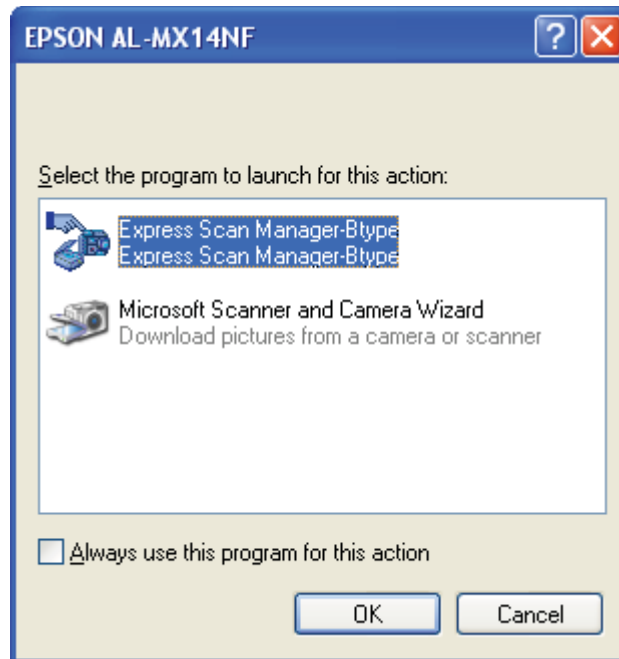 EPSON AL-MX14NF
Select the program to launch for this action:
Express Scan Manager-Btype
Express Scan Manager-Btype
Microsoft Scanner and Camera Wizard
Download pictures from a camera or scanner
Always use this program for this action
OK
Cancel